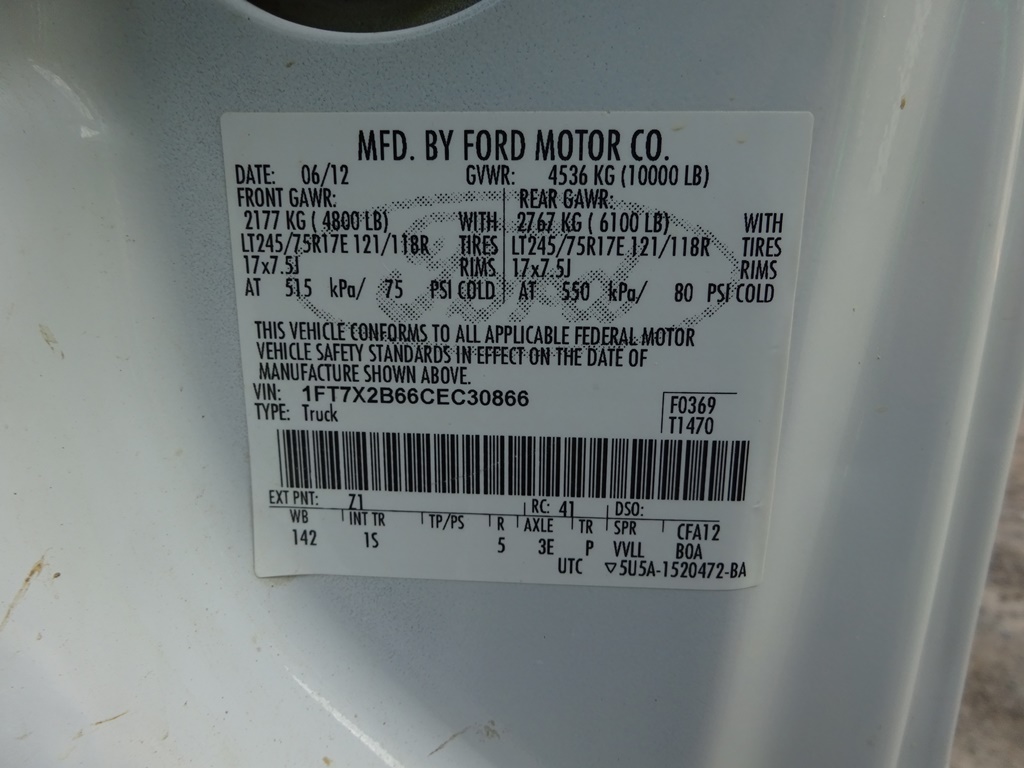 MFD. BY FORD MOTOR CO.
DATE: 06/12 GVWR: 4536 KG (10000 LB)
FRONT GAWR: REAR GAWR:
2177 KG ( 4800 LB) WITH 2767 KG ( 6100 LB) WITH
LT245/75R17E 121/118R TIRES LT245/75R17E 121/118R TIRES
17x7.5J RIMS 17x7.5J RIMS
AT 515 kPa/ 75 PSI COLD AT 550 kPa/ 80 PSI COLD
THIS VEHICLE CONFORMS TO ALL APPLICABLE FEDERAL MOTOR
VEHICLE SAFETY STANDARDS IN EFFECT ON THE DATE OF
MANUFACTURE SHOWN ABOVE.
VIN: 1FT7X2B66CEC30866
TYPE: Truck
F0369
T1470
EXT PNT: Z1 RC: 41 DSO:
WB INT TR TP/PS R AXLE TR SPR CFA12
142 1S 5 3E P VVLL BOA
UTC ▽5U5A-1520472-BA